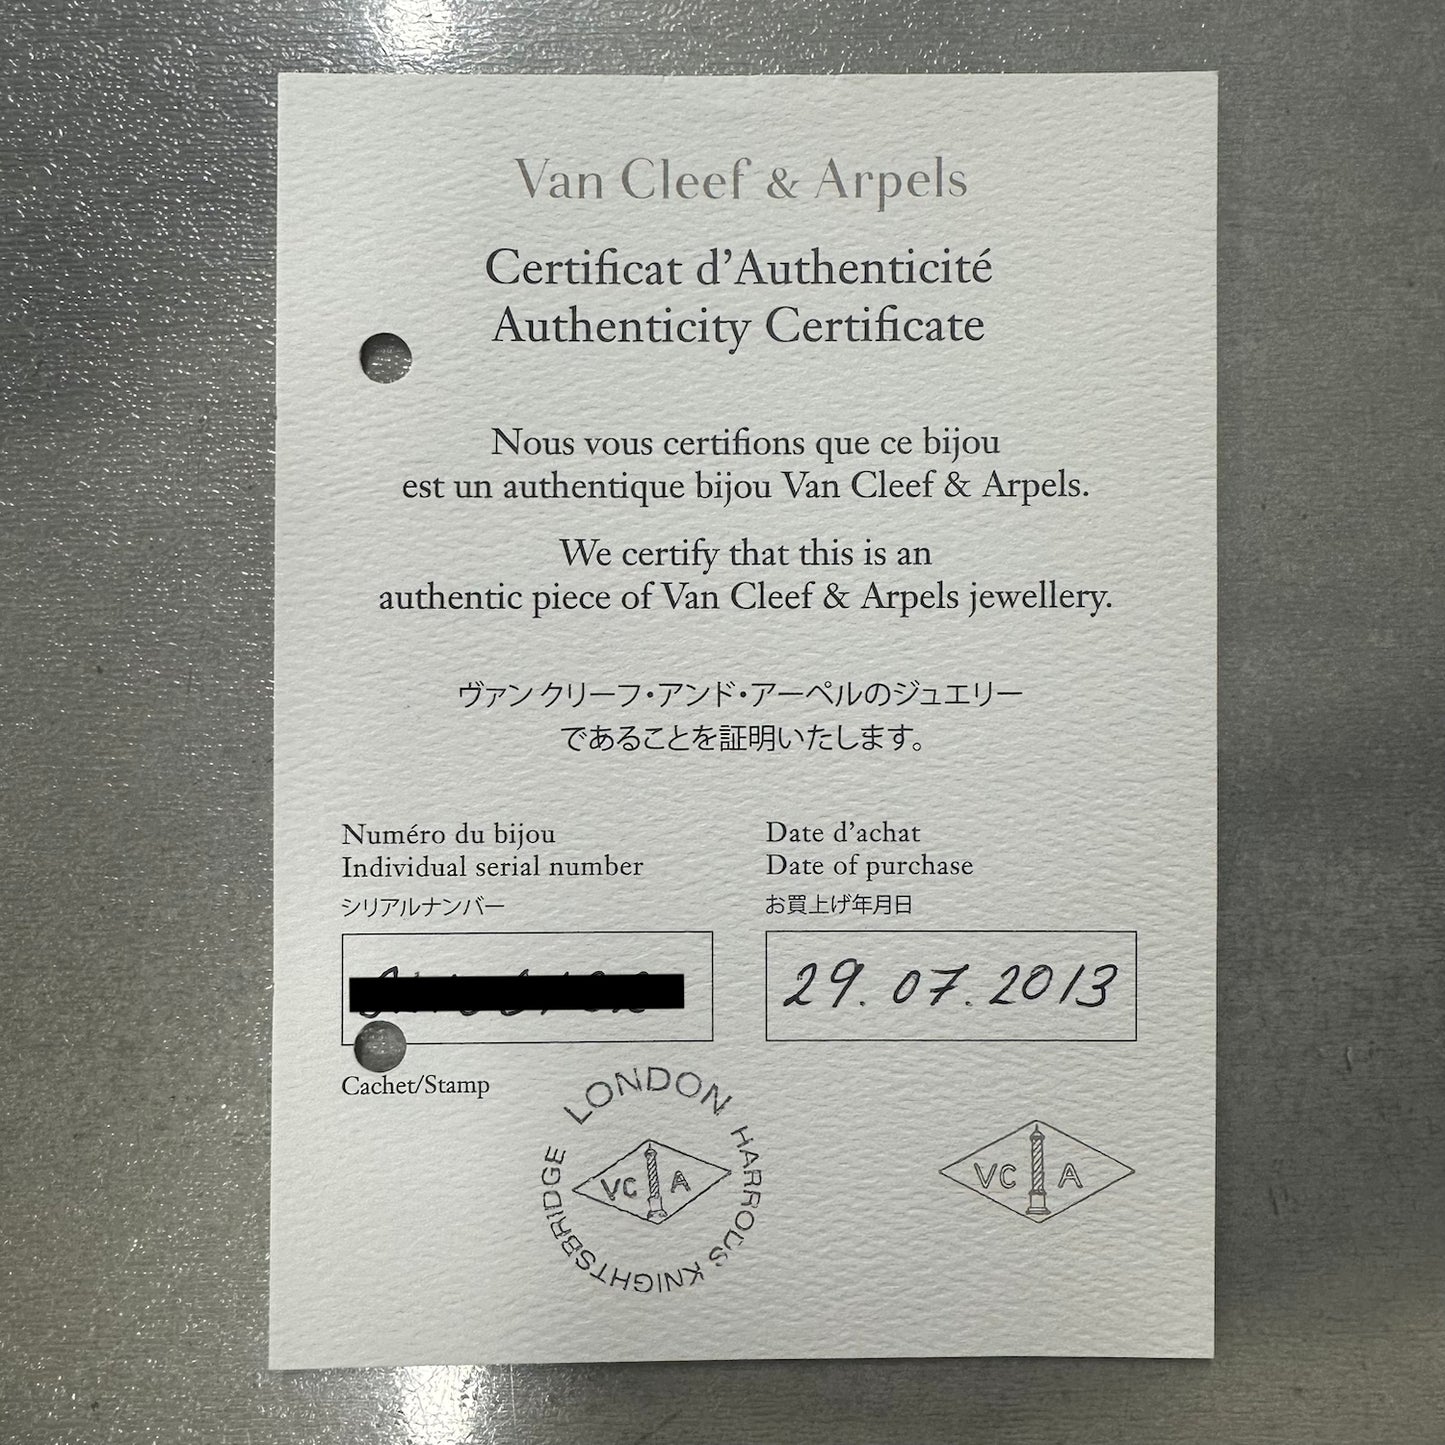 Van Cleef & Arpels
Certificat d'Authenticité
Authenticity Certificate
Nous vous certifions que ce bijou
est un authentique bijou Van Cleef & Arpels.
We certify that this is an
authentic piece of Van Cleef & Arpels jewellery.
ヴァン クリーフ・アンド・アーペルのジュエリー
であることを証明いたします。
Numéro du bijou
Individual serial number
シリアルナンバー
Date d'achat
Date of purchase
お買上げ年月日
29.07.2013
Cachet/Stamp
LONDON
HARRODS KNIGHTSBRIDGE
VC A
VC A